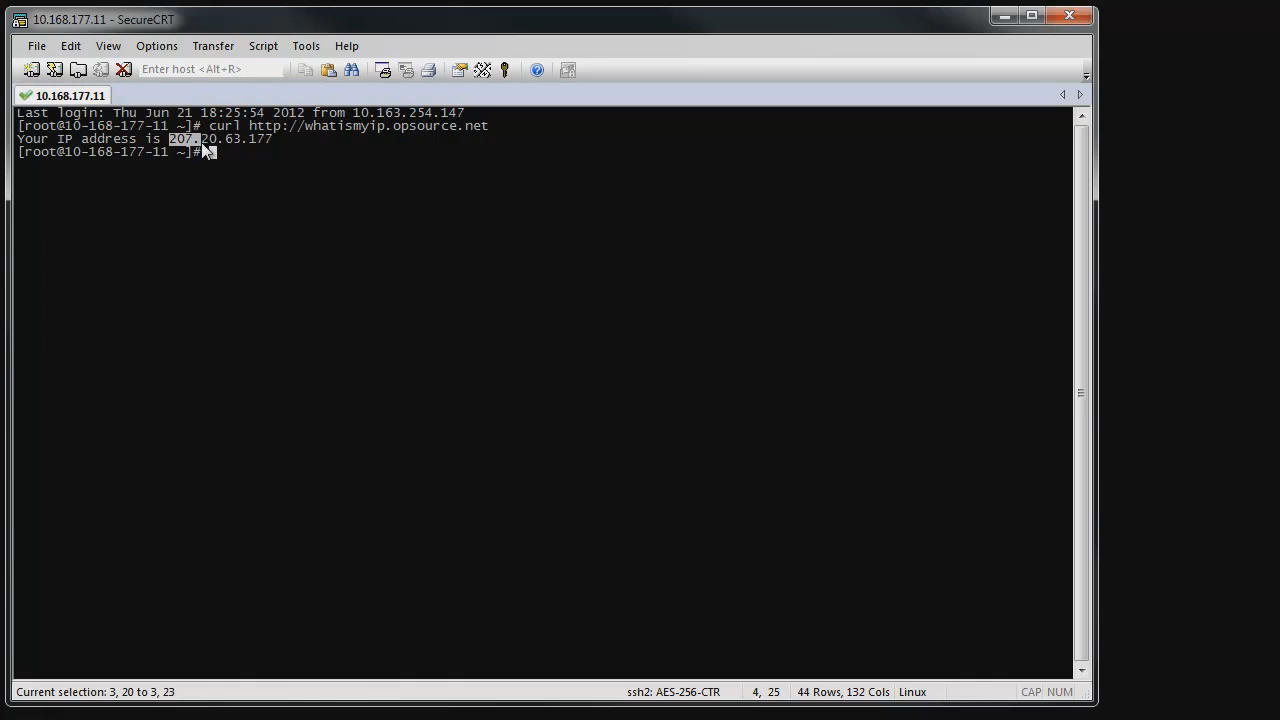 10.168.177.11 - SecureCRT
File Edit View Options Transfer Script Tools Help
Enter host <Alt+R>
10.168.177.11
Last login: Thu Jun 21 18:25:54 2012 from 10.163.254.147
[root@10-168-177-11 ~]# curl http://whatismyip.opsource.net
Your IP address is 207.20.63.177
[root@10-168-177-11 ~]#
Current selection: 3, 20 to 3, 23 ssh2: AES-256-CTR 4, 25 44 Rows, 132 Cols Linux CAP NUM